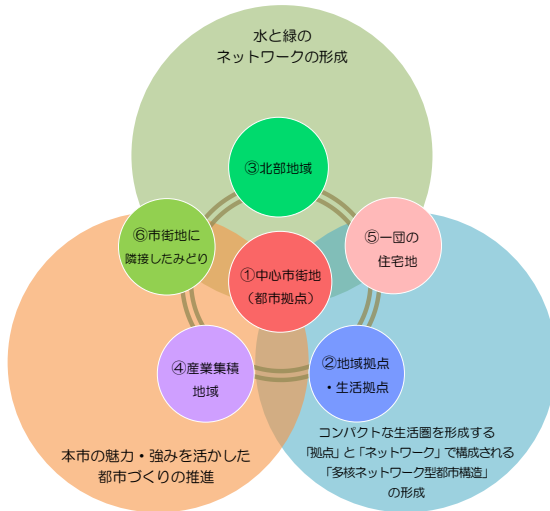 水と緑の
ネットワークの形成
③北部地域
⑥市街地に
隣接したみどり
⑤一団の
住宅地
①中心市街地
（都市拠点）
④産業集積
地域
②地域拠点
・生活拠点
本市の魅力・強みを活かした
都市づくりの推進
コンパクトな生活圏を形成する
「拠点」と「ネットワーク」で構成される
「多核ネットワーク型都市構造」
の形成